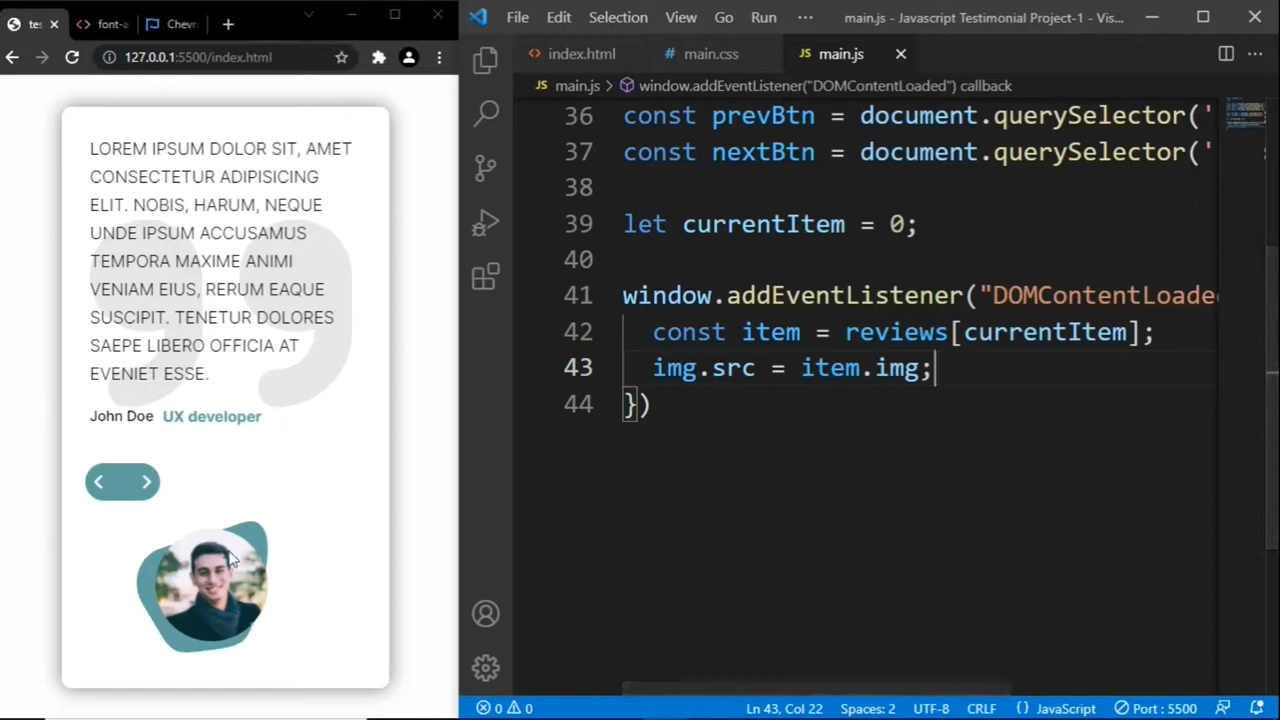 tes
font-a
Chevr
127.0.0.1:5500/index.html
LOREM IPSUM DOLOR SIT, AMET
CONSECTETUR ADIPISICING
ELIT. NOBIS, HARUM, NEQUE
UNDE IPSUM ACCUSAMUS
TEMPORA MAXIME ANIMI
VENIAM EIUS, RERUM EAQUE
SUSCIPIT. TENETUR DOLORES
SAEPE LIBERO OFFICIA AT
EVENIET ESSE.
John Doe UX developer
File Edit Selection View Go Run ··· main.js - Javascript Testimonial Project-1 - Vis...
index.html
main.css
JS main.js
JS main.js > window.addEventListener("DOMContentLoaded") callback
36 const prevBtn = document.querySelector('
37 const nextBtn = document.querySelector('
38
39 let currentItem = 0;
40
41 window.addEventListener("DOMContentLoade
42 const item = reviews[currentItem];
43 img.src = item.img;
44 })
0 0 Ln 43, Col 22 Spaces: 2 UTF-8 CRLF {} JavaScript Port : 5500